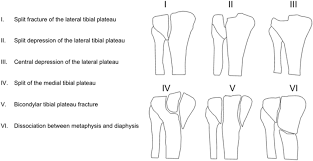 I. Split fracture of the lateral tibial plateau
II. Split depression of the lateral tibial plateau
III. Central depression of the lateral tibial plateau
IV. Split of the medial tibial plateau
V. Bicondylar tibial plateau fracture
VI. Dissociation between metaphysis and diaphysis
I II III
IV V VI